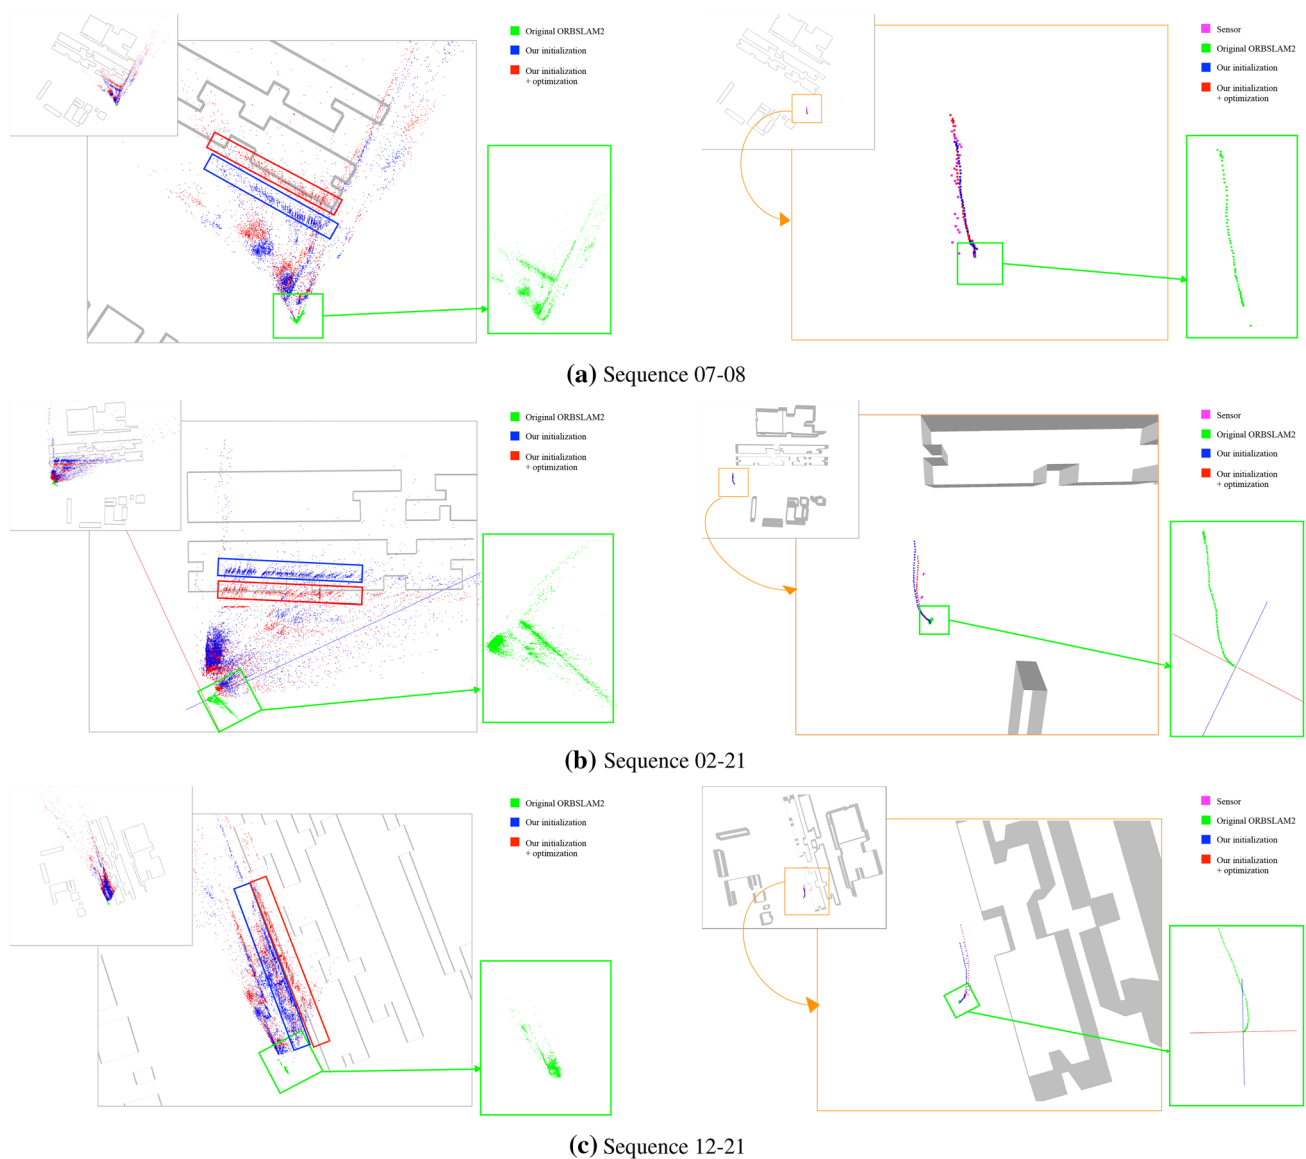 Original ORBSLAM2
Our initialization
Our initialization
+ optimization
Sensor
Original ORBSLAM2
Our initialization
Our initialization
+ optimization
(a) Sequence 07-08
Original ORBSLAM2
Our initialization
Our initialization
+ optimization
Sensor
Original ORBSLAM2
Our initialization
Our initialization
+ optimization
(b) Sequence 02-21
Original ORBSLAM2
Our initialization
Our initialization
+ optimization
Sensor
Original ORBSLAM2
Our initialization
Our initialization
+ optimization
(c) Sequence 12-21